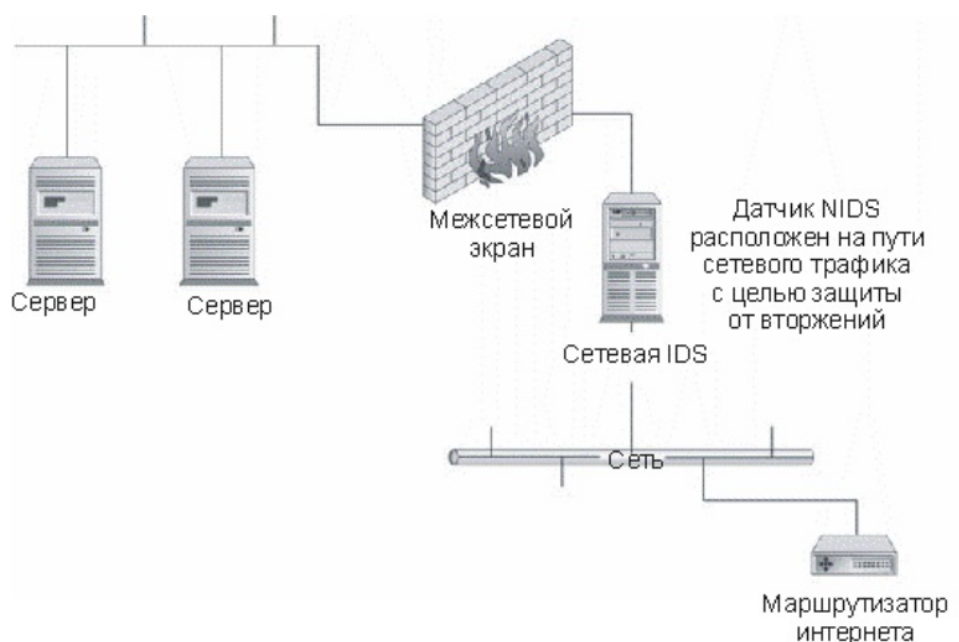 Межсетевой
экран
Датчик NIDS
расположен на пути
сетевого трафика
с целью защиты
от вторжений
Сервер
Сервер
Сетевая IDS
Сеть
Маршрутизатор
интернета